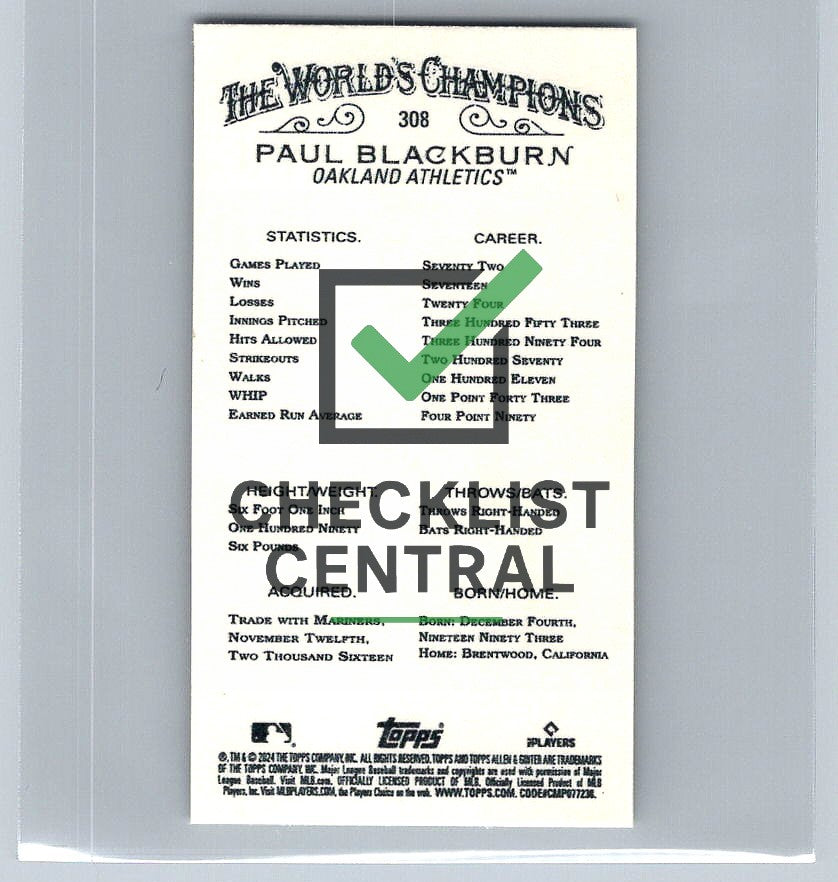 THE WORLD'S CHAMPIONS
308
PAUL BLACKBURN
OAKLAND ATHLETICS™
STATISTICS. CAREER.
GAMES PLAYED SEVENTY TWO
WINS SEVENTEEN
LOSSES TWENTY FOUR
INNINGS PITCHED THREE HUNDRED FIFTY THREE
HITS ALLOWED THREE HUNDRED NINETY FOUR
STRIKEOUTS TWO HUNDRED SEVENTY
WALKS ONE HUNDRED ELEVEN
WHIP ONE POINT FORTY THREE
EARNED RUN AVERAGE FOUR POINT NINETY
HEIGHT/WEIGHT. THROWS/BATS.
SIX FOOT ONE INCH THROWS RIGHT-HANDED
ONE HUNDRED NINETY BATS RIGHT-HANDED
SIX POUNDS
CHECKLIST
CENTRAL
ACQUIRED. BORN/HOME.
TRADE WITH MARINERS, BORN: DECEMBER FOURTH,
NOVEMBER TWELFTH, NINETEEN NINETY THREE
TWO THOUSAND SIXTEEN HOME: BRENTWOOD, CALIFORNIA
topps PLAYERS
®, TM & © 2024 THE TOPPS COMPANY, INC. ALL RIGHTS RESERVED. TOPPS AND TOPPS ALLEN & GINTER ARE TRADEMARKS
OF THE TOPPS COMPANY, INC. Major League Baseball trademarks and copyrights are used with permission of Major
League Baseball. Visit MLB.com. OFFICIALLY LICENSED PRODUCT OF MLB
Players, Inc. Visit MLBPLAYERS.COM, the Players Choice on the web. WWW.TOPPS.COM. CODE#CMP077238.